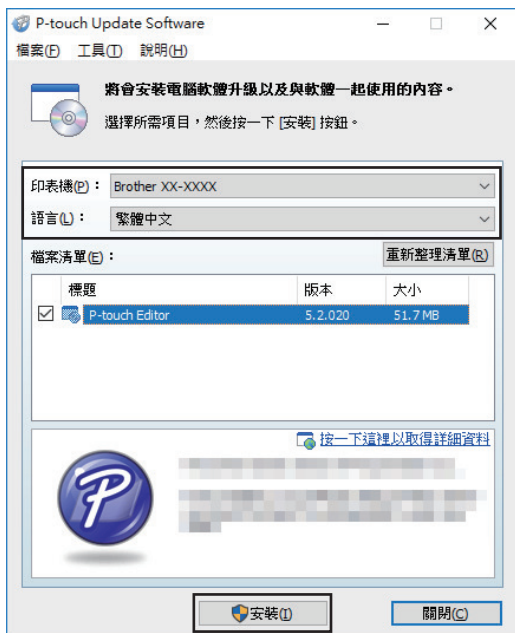 P-touch Update Software
檔案(F) 工具(T) 說明(H)
將會安裝電腦軟體升級以及與軟體一起使用的內容。
選擇所需項目，然後按一下 [安裝] 按鈕。
印表機(P)： Brother XX-XXXX
語言(L)： 繁體中文
檔案清單(E)： 重新整理清單(R)
標題 版本 大小
P-touch Editor 5.2.020 51.7 MB
按一下這裡以取得詳細資料
P
安裝(I) 關閉(C)